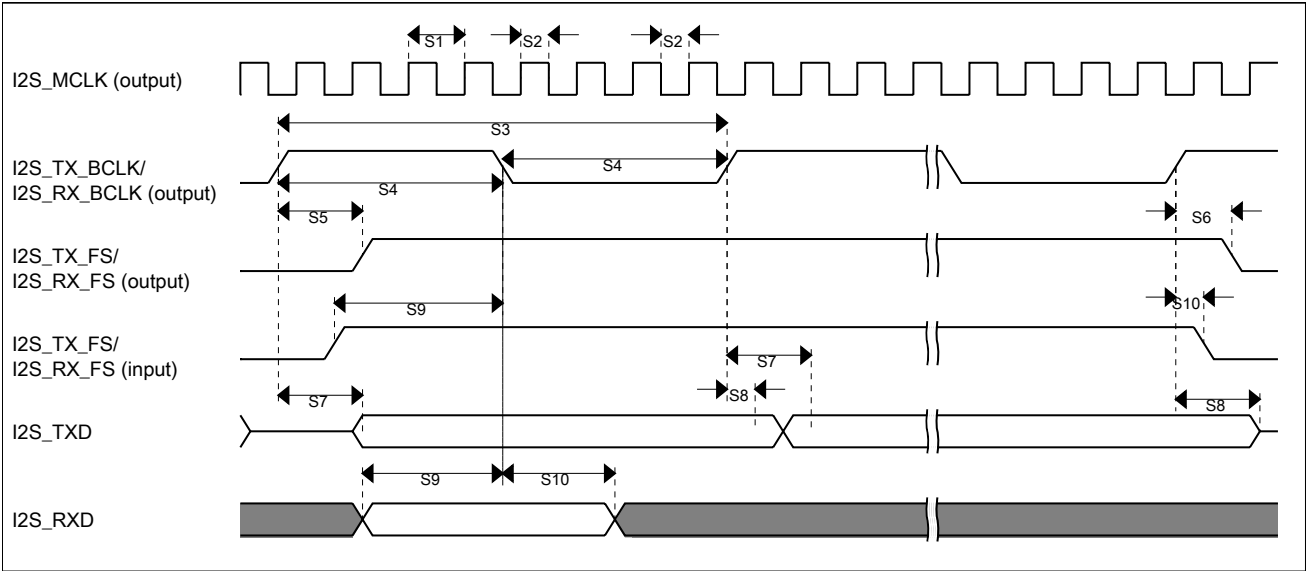 S1
S2
S2
I2S_MCLK (output)
S3
I2S_TX_BCLK/
I2S_RX_BCLK (output)
S4
S4
S5
S6
I2S_TX_FS/
I2S_RX_FS (output)
S9
S10
I2S_TX_FS/
I2S_RX_FS (input)
S7
S7
S8
S8
I2S_TXD
S9
S10
I2S_RXD